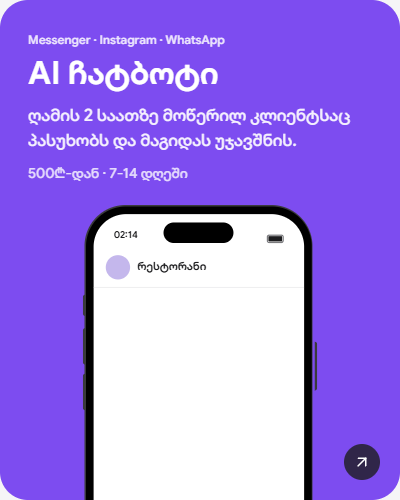 Messenger · Instagram · WhatsApp
AI ჩატბოტი
ღამის 2 საათზე მოწერილ კლიენტსაც
პასუხობს და მაგიდას უჯავშნის.
500₾-დან · 7-14 დღეში
02:14
რესტორანი